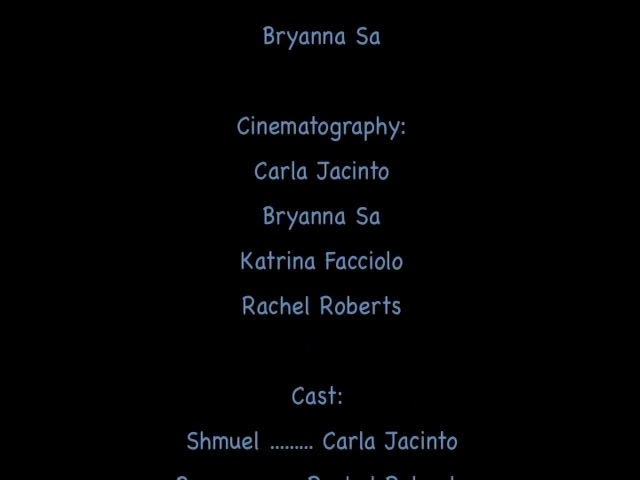 Bryanna Sa
Cinematography:
Carla Jacinto
Bryanna Sa
Katrina Facciolo
Rachel Roberts
Cast:
Shmuel ......... Carla Jacinto